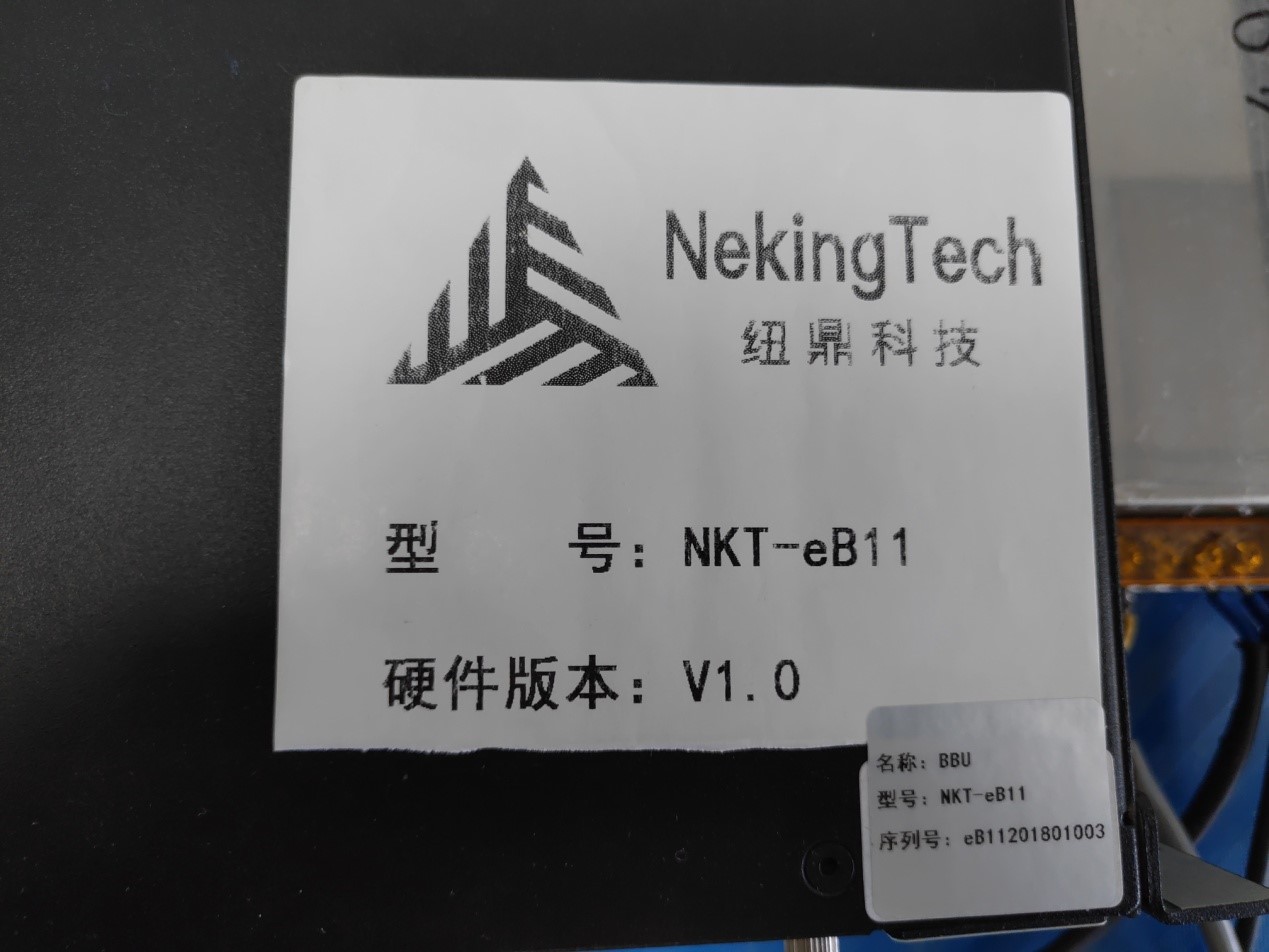 NekingTech
纽鼎科技
型 号：NKT-eB11
硬件版本：V1.0
名称：BBU
型号：NKT-eB11
序列号：eB11201801003